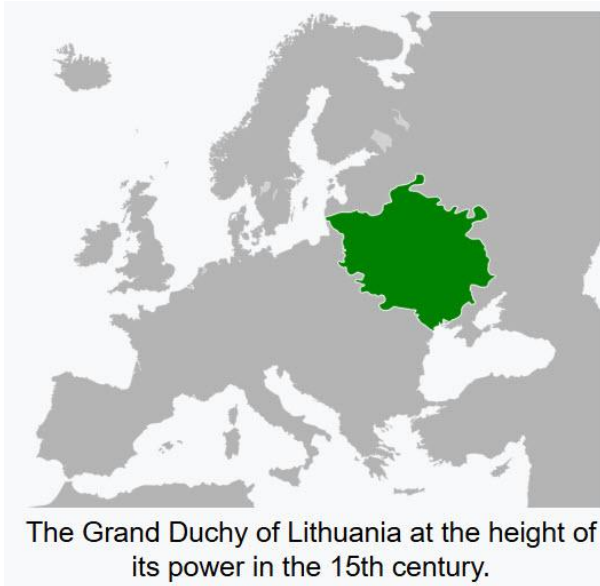 The Grand Duchy of Lithuania at the height of
its power in the 15th century.